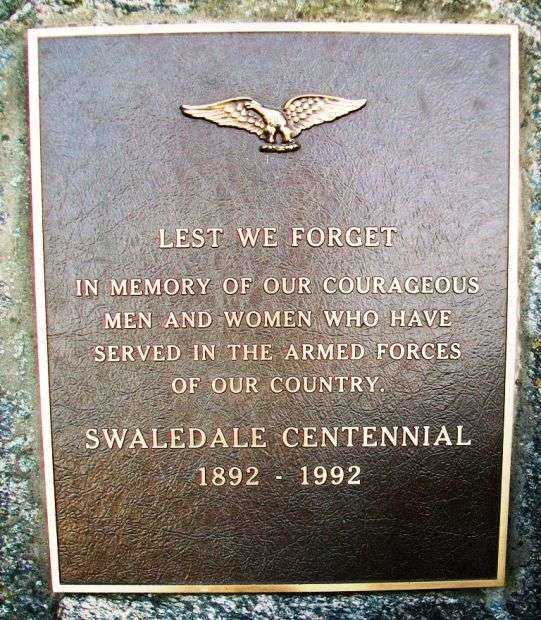 LEST WE FORGET
IN MEMORY OF OUR COURAGEOUS
MEN AND WOMEN WHO HAVE
SERVED IN THE ARMED FORCES
OF OUR COUNTRY.
SWALEDALE CENTENNIAL
1892 - 1992